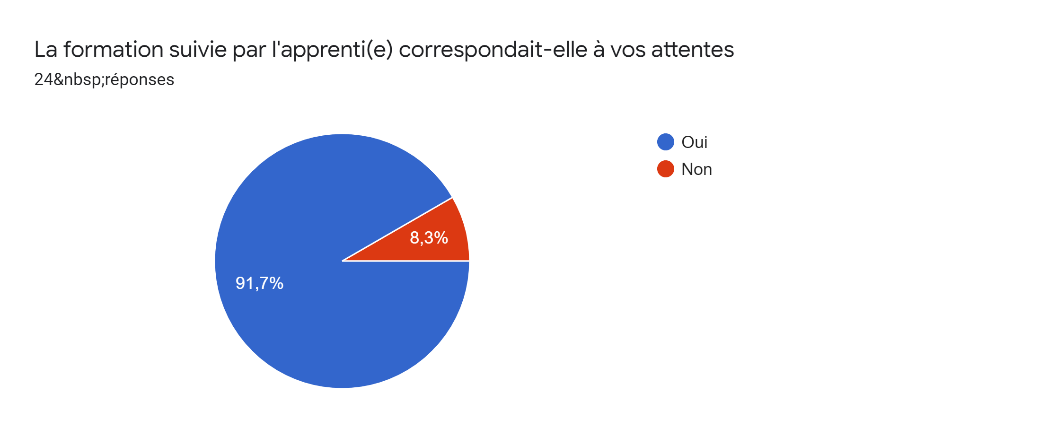 La formation suivie par l'apprenti(e) correspondait-elle à vos attentes
24&nbsp;réponses
Oui
Non
8,3%
91,7%